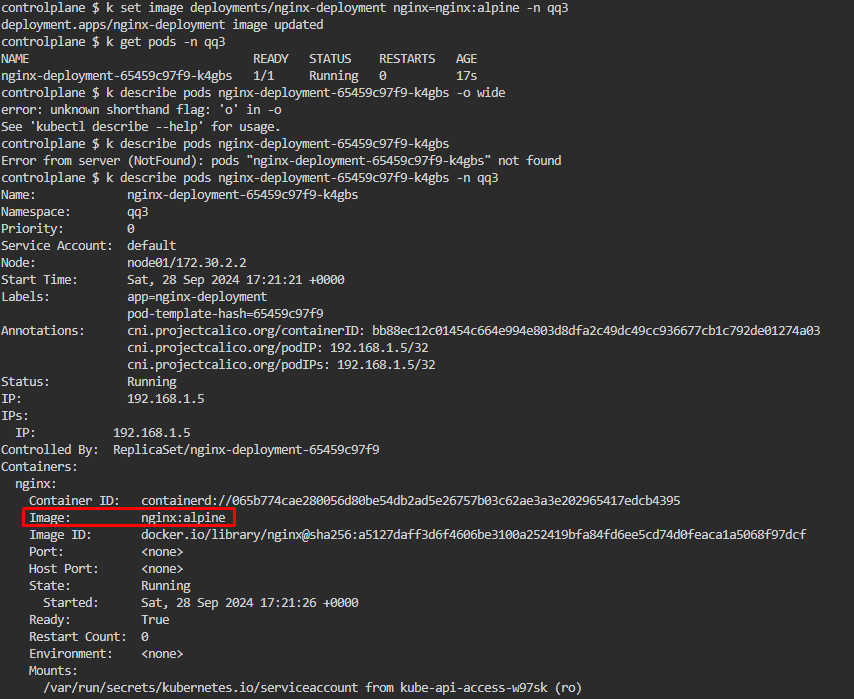 controlplane $ k set image deployments/nginx-deployment nginx=nginx:alpine -n qq3
deployment.apps/nginx-deployment image updated
controlplane $ k get pods -n qq3
NAME READY STATUS RESTARTS AGE
nginx-deployment-65459c97f9-k4gbs 1/1 Running 0 17s
controlplane $ k describe pods nginx-deployment-65459c97f9-k4gbs -o wide
error: unknown shorthand flag: 'o' in -o
See 'kubectl describe --help' for usage.
controlplane $ k describe pods nginx-deployment-65459c97f9-k4gbs
Error from server (NotFound): pods "nginx-deployment-65459c97f9-k4gbs" not found
controlplane $ k describe pods nginx-deployment-65459c97f9-k4gbs -n qq3
Name: nginx-deployment-65459c97f9-k4gbs
Namespace: qq3
Priority: 0
Service Account: default
Node: node01/172.30.2.2
Start Time: Sat, 28 Sep 2024 17:21:21 +0000
Labels: app=nginx-deployment
pod-template-hash=65459c97f9
Annotations: cni.projectcalico.org/containerID: bb88ec12c01454c664e994e803d8dfa2c49dc49cc936677cb1c792de01274a03
cni.projectcalico.org/podIP: 192.168.1.5/32
cni.projectcalico.org/podIPs: 192.168.1.5/32
Status: Running
IP: 192.168.1.5
IPs:
IP: 192.168.1.5
Controlled By: ReplicaSet/nginx-deployment-65459c97f9
Containers:
nginx:
Container ID: containerd://065b774cae280056d80be54db2ad5e26757b03c62ae3a3e202965417edcb4395
Image: nginx:alpine
Image ID: docker.io/library/nginx@sha256:a5127daff3d6f4606be3100a252419bfa84fd6ee5cd74d0feaca1a5068f97dcf
Port: <none>
Host Port: <none>
State: Running
Started: Sat, 28 Sep 2024 17:21:26 +0000
Ready: True
Restart Count: 0
Environment: <none>
Mounts:
/var/run/secrets/kubernetes.io/serviceaccount from kube-api-access-w97sk (ro)